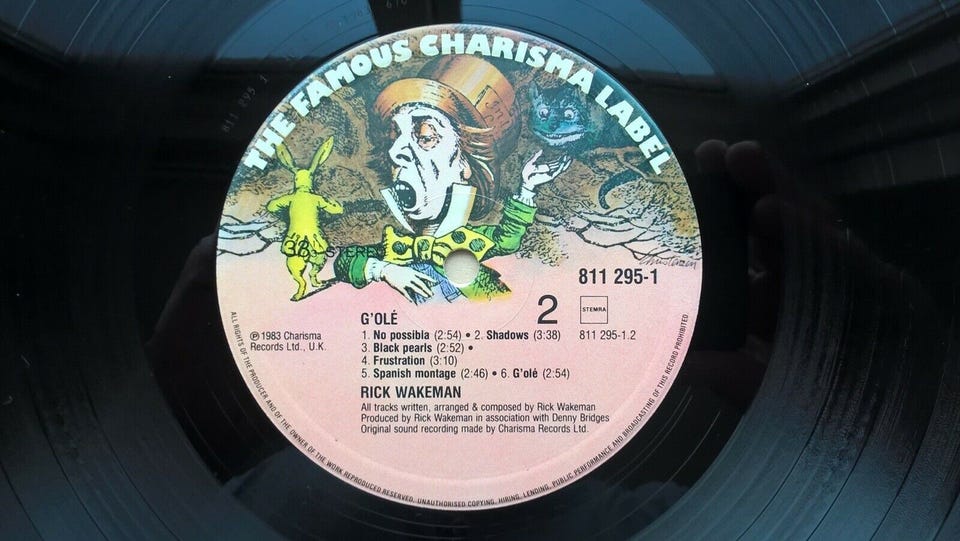 THE FAMOUS CHARISMA LABEL
811 295-1
G'OLÉ
2
STEMRA
℗ 1983 Charisma
Records Ltd., U.K.
1. No possibla (2:54) • 2. Shadows (3:38)
811 295-1.2
3. Black pearls (2:52) •
4. Frustration (3:10)
5. Spanish montage (2:46) • 6. G'olé (2:54)
RICK WAKEMAN
All tracks written, arranged & composed by Rick Wakeman
Produced by Rick Wakeman in association with Denny Bridges
Original sound recording made by Charisma Records Ltd.
ALL RIGHTS OF THE PRODUCER AND OF THE OWNER OF THE WORK REPRODUCED RESERVED. UNAUTHORISED COPYING, HIRING, LENDING, PUBLIC PERFORMANCE AND BROADCASTING OF THIS RECORD PROHIBITED
811 295 1